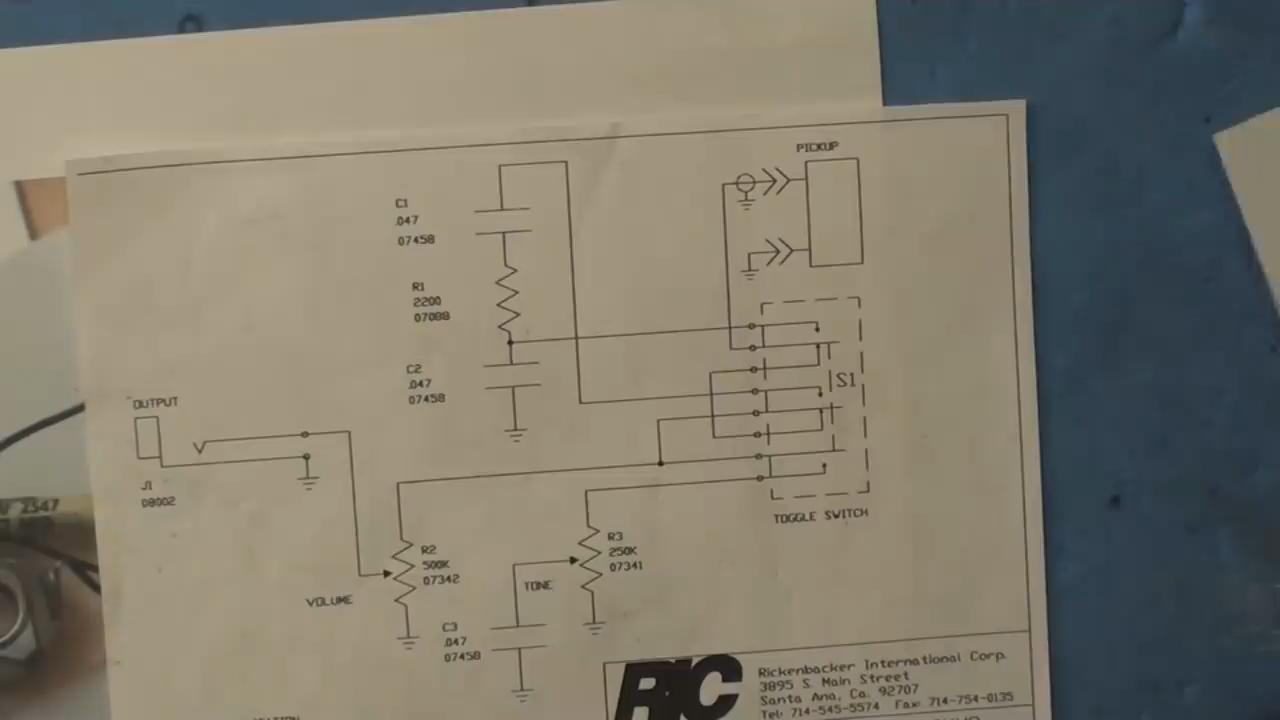 PICKUP
C1
.047
07458
R1
2200
07088
C2
.047
07458
S1
TOGGLE SWITCH
OUTPUT
J1
08002
R2
500K
07342
VOLUME
R3
250K
07341
TONE
C3
.047
07458
RIC
Rickenbacker International Corp.
3895 S. Main Street
Santa Ana, Ca. 92707
Tel: 714-545-5574 Fax: 714-754-0135
2547